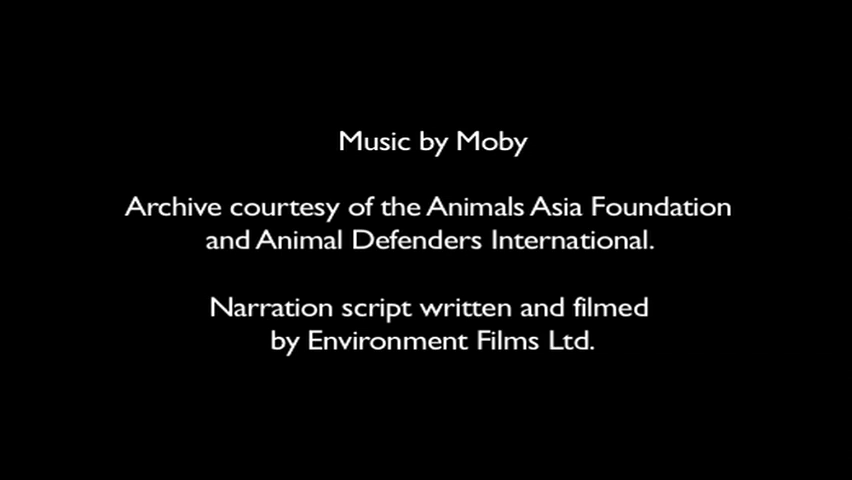 Music by Moby
Archive courtesy of the Animals Asia Foundation
and Animal Defenders International.
Narration script written and filmed
by Environment Films Ltd.